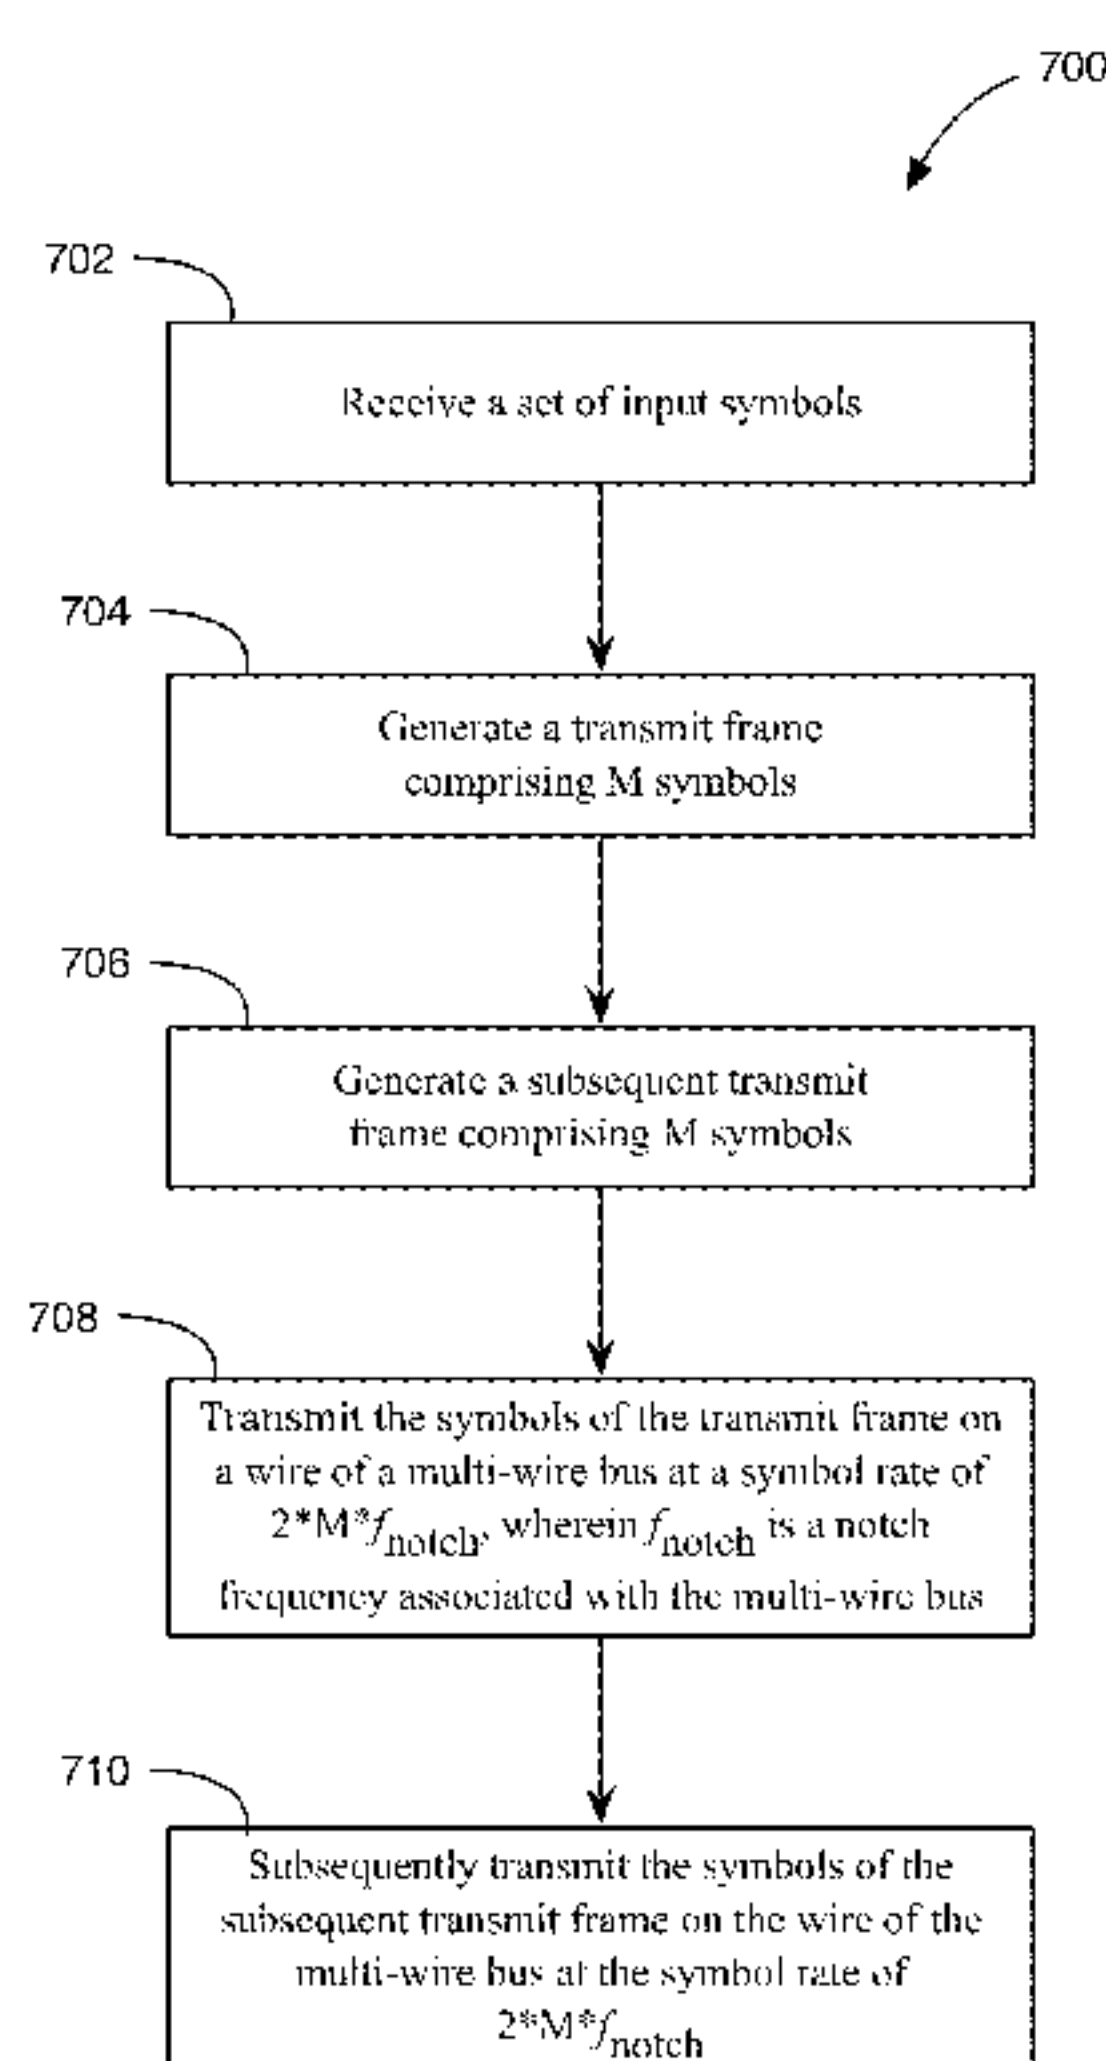 700
702
Receive a set of input symbols
704
Generate a transmit frame
comprising M symbols
706
Generate a subsequent transmit
frame comprising M symbols
708
Transmit the symbols of the transmit frame on
a wire of a multi-wire bus at a symbol rate of
2*M*fnotch, wherein fnotch is a notch
frequency associated with the multi-wire bus
710
Subsequently transmit the symbols of the
subsequent transmit frame on the wire of the
multi-wire bus at the symbol rate of
2*M*fnotch